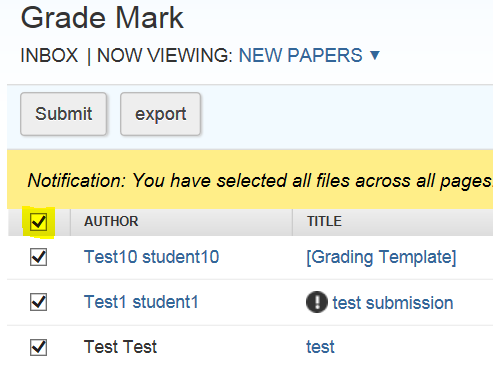 Grade Mark
INBOX | NOW VIEWING: NEW PAPERS ▼
Submit export
Notification: You have selected all files across all pages.
AUTHOR TITLE
Test10 student10 [Grading Template]
Test1 student1 test submission
Test Test test